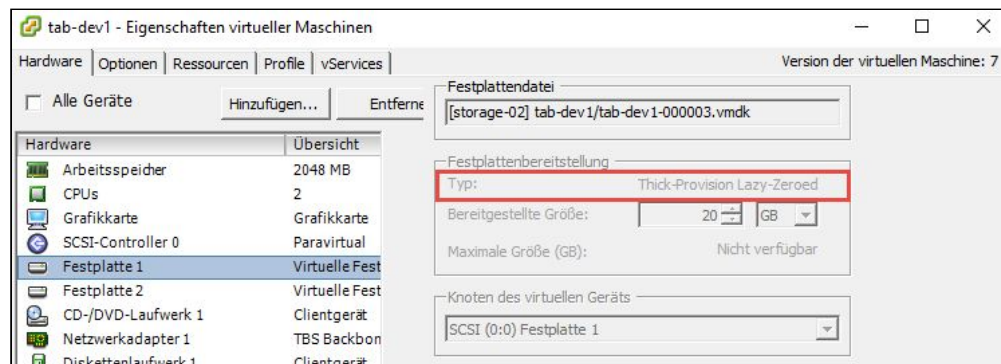 tab-dev1 - Eigenschaften virtueller Maschinen
Hardware Optionen Ressourcen Profile vServices Version der virtuellen Maschine: 7
Alle Geräte Hinzufügen... Entferne
Hardware Übersicht
Arbeitsspeicher 2048 MB
CPUs 2
Grafikkarte Grafikkarte
SCSI-Controller 0 Paravirtual
Festplatte 1 Virtuelle Fest
Festplatte 2 Virtuelle Fest
CD-/DVD-Laufwerk 1 Clientgerät
Netzwerkadapter 1 TBS Backbon
Diskettenlaufwerk 1 Clientgerät
Festplattendatei
[storage-02] tab-dev1/tab-dev1-000003.vmdk
Festplattenbereitstellung
Typ: Thick-Provision Lazy-Zeroed
Bereitgestellte Größe: 20 GB
Maximale Größe (GB): Nicht verfügbar
Knoten des virtuellen Geräts
SCSI (0:0) Festplatte 1